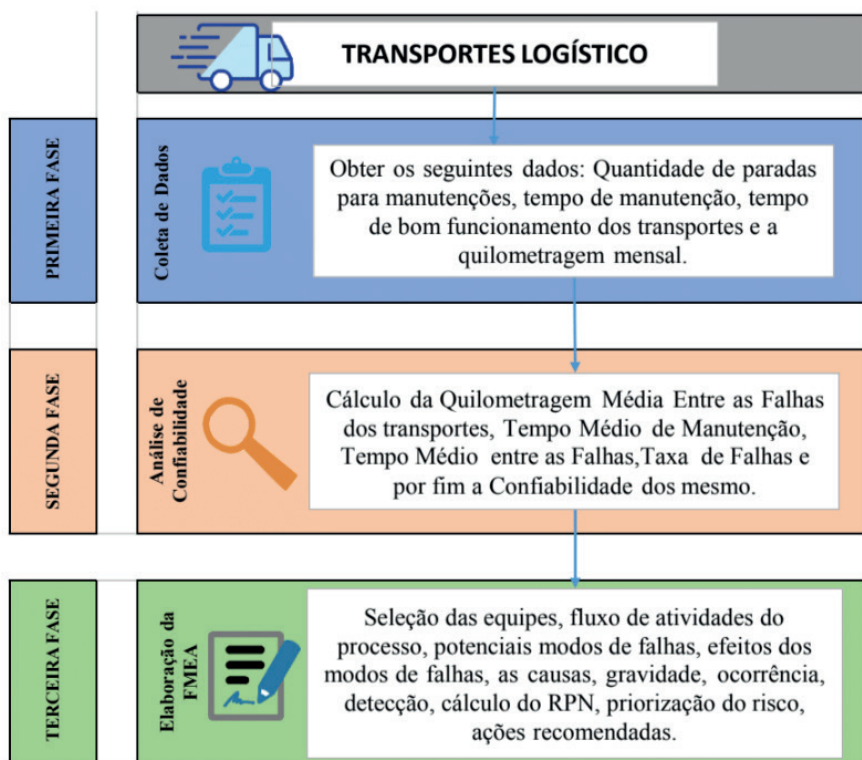 TRANSPORTES LOGÍSTICO
PRIMEIRA FASE
Coleta de Dados
Obter os seguintes dados: Quantidade de paradas
para manutenções, tempo de manutenção, tempo
de bom funcionamento dos transportes e a
quilometragem mensal.
SEGUNDA FASE
Análise de
Confiabilidade
Cálculo da Quilometragem Média Entre as Falhas
dos transportes, Tempo Médio de Manutenção,
Tempo Médio entre as Falhas,Taxa de Falhas e
por fim a Confiabilidade dos mesmo.
TERCEIRA FASE
Elaboração da
FMEA
Seleção das equipes, fluxo de atividades do
processo, potenciais modos de falhas, efeitos dos
modos de falhas, as causas, gravidade, ocorrência,
detecção, cálculo do RPN, priorização do risco,
ações recomendadas.